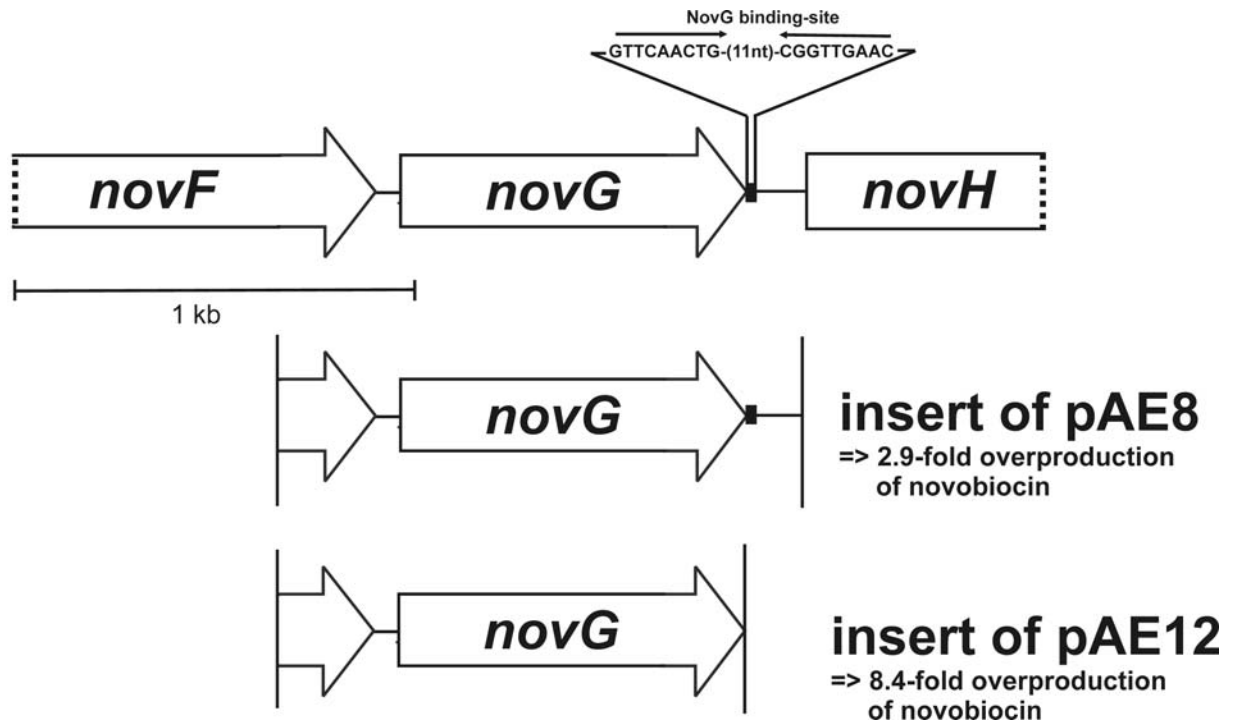 NovG binding-site
GTTCAACTG-(11nt)-CGGTTGAAC
novF
novG
novH
1 kb
novG
insert of pAE8
=> 2.9-fold overproduction
of novobiocin
novG
insert of pAE12
=> 8.4-fold overproduction
of novobiocin